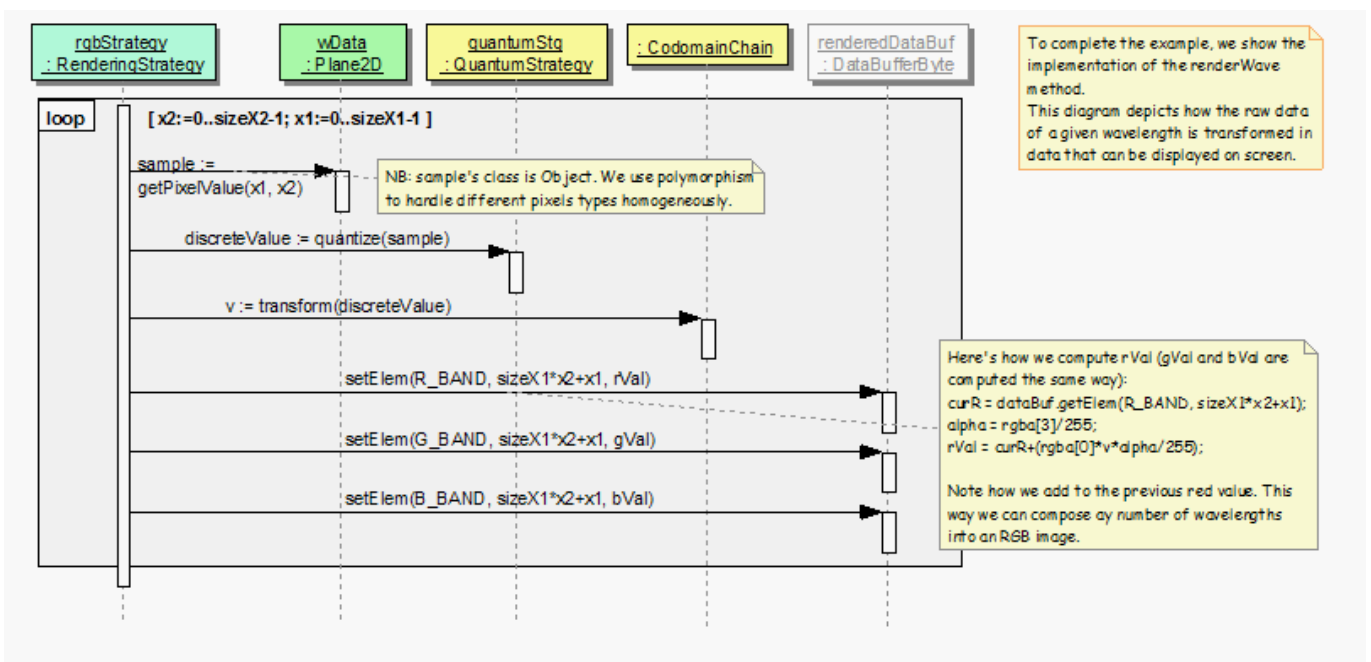 rgbStrategy
: RenderingStrategy
wData
: Plane2D
quantumStg
: QuantumStrategy
: CodomainChain
renderedDataBuf
: DataBufferByte
To complete the example, we show the
implementation of the renderWave
method.
This diagram depicts how the raw data
of a given wavelength is transformed in
data that can be displayed on screen.
loop
[ x2:=0..sizeX2-1; x1:=0..sizeX1-1 ]
sample :=
getPixelValue(x1, x2)
NB: sample's class is Object. We use polymorphism
to handle different pixels types homogeneously.
discreteValue := quantize(sample)
v := transform(discreteValue)
setElem(R_BAND, sizeX1*x2+x1, rVal)
setElem(G_BAND, sizeX1*x2+x1, gVal)
setElem(B_BAND, sizeX1*x2+x1, bVal)
Here's how we compute rVal (gVal and bVal are
computed the same way):
curR = dataBuf.getElem(R_BAND, sizeX1*x2+x1);
alpha = rgba[3]/255;
rVal = curR+(rgba[0]*v*alpha/255);
Note how we add to the previous red value. This
way we can compose ay number of wavelengths
into an RGB image.